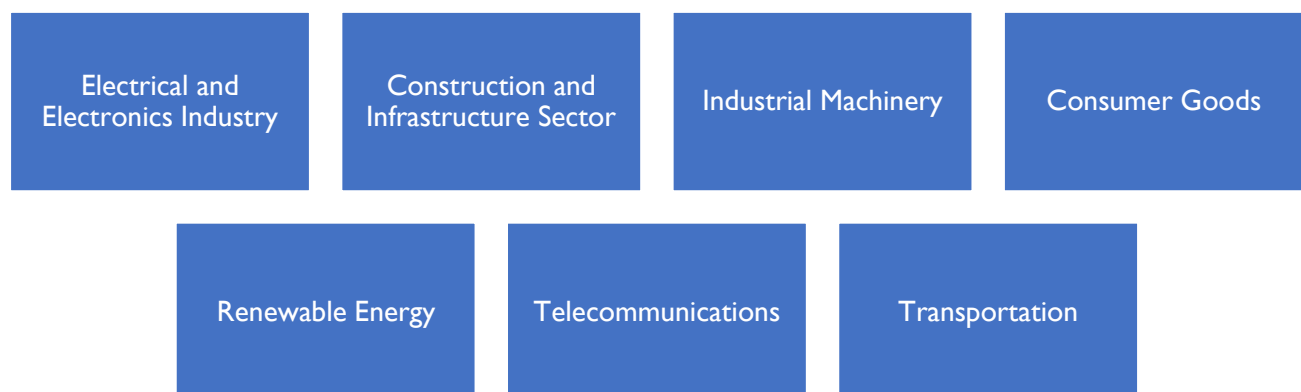 Electrical and
Electronics Industry
Construction and
Infrastructure Sector
Industrial Machinery
Consumer Goods
Renewable Energy
Telecommunications
Transportation